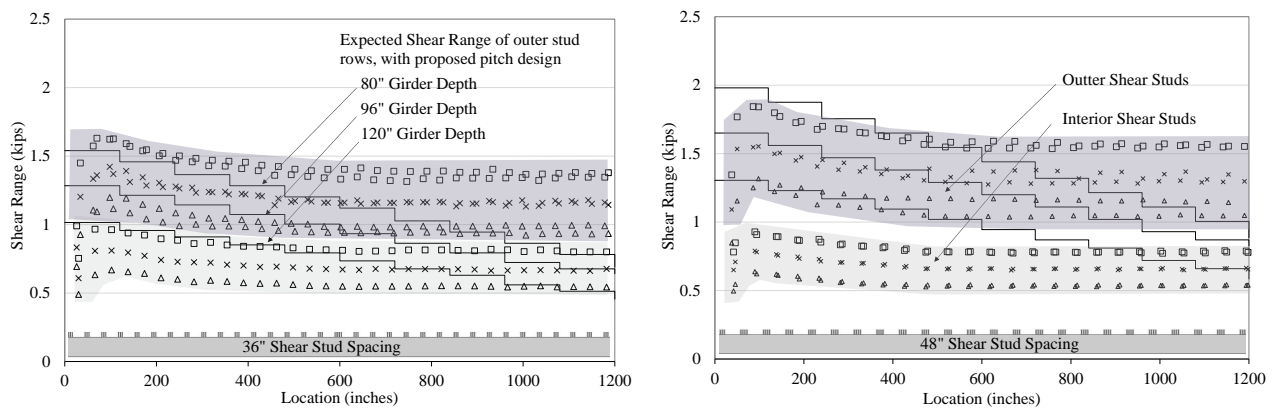 2.5
2
1.5
1
0.5
0
Shear Range (kips)
Expected Shear Range of outer stud
rows, with proposed pitch design
80" Girder Depth
96" Girder Depth
120" Girder Depth
36" Shear Stud Spacing
0 200 400 600 800 1000 1200
Location (inches)
2.5
2
1.5
1
0.5
0
Shear Range (kips)
Outter Shear Studs
Interior Shear Studs
48" Shear Stud Spacing
0 200 400 600 800 1000 1200
Location (inches)